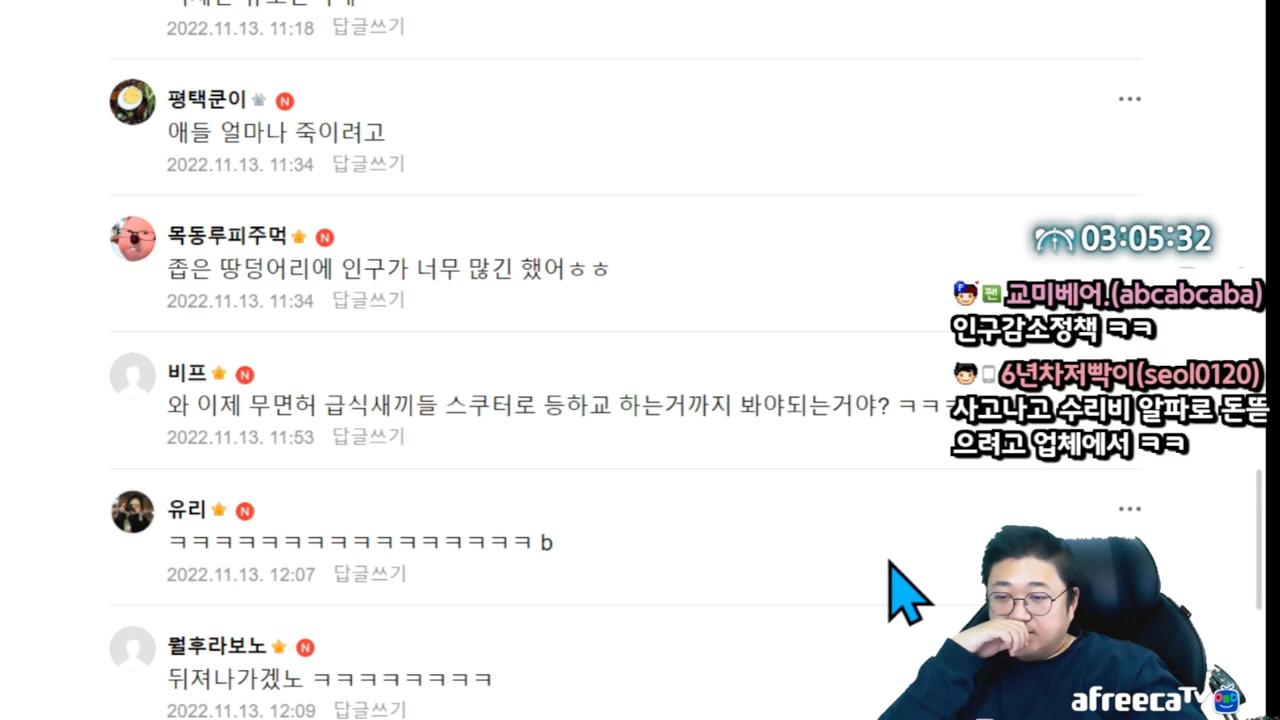 2022.11.13. 11:18 답글쓰기
평택쿤이 N
애들 얼마나 죽이려고
2022.11.13. 11:34 답글쓰기
목동루피주먹 N
좁은 땅덩어리에 인구가 너무 많긴 했어ㅎㅎ
2022.11.13. 11:34 답글쓰기
비프 N
와 이제 무면허 급식새끼들 스쿠터로 등하교 하는거까지 봐야되는거야? ㅋㅋㅋ
2022.11.13. 11:53 답글쓰기
유리 N
ㅋㅋㅋㅋㅋㅋㅋㅋㅋㅋㅋㅋㅋㅋㅋㅋ b
2022.11.13. 12:07 답글쓰기
뭘후라보노 N
뒤져나가겠노 ㅋㅋㅋㅋㅋㅋㅋㅋ
2022.11.13. 12:09 답글쓰기
03:05:32
F 팬 교미베어.(abcabcaba)
인구감소정책 ㅋㅋ
6년차저빡이(seol0120)
사고나고 수리비 알파로 돈뜯
으려고 업체에서 ㅋㅋ
afreecaTV